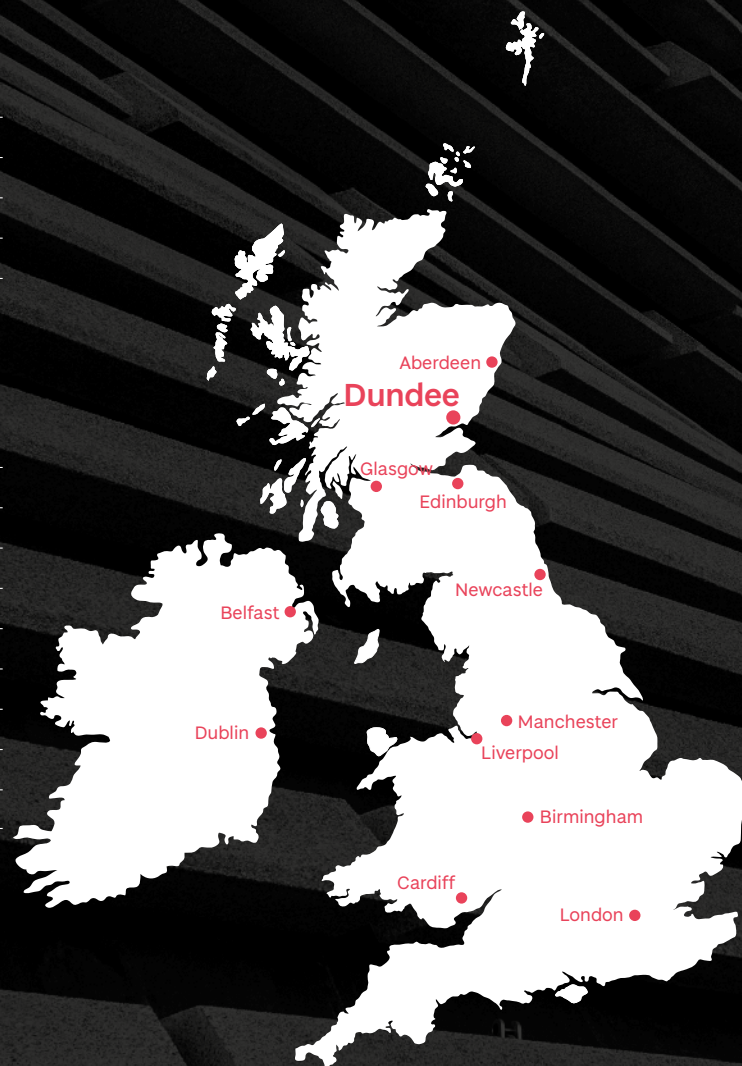 Aberdeen
Dundee
Glasgow
Edinburgh
Newcastle
Belfast
Manchester
Dublin
Liverpool
Birmingham
Cardiff
London